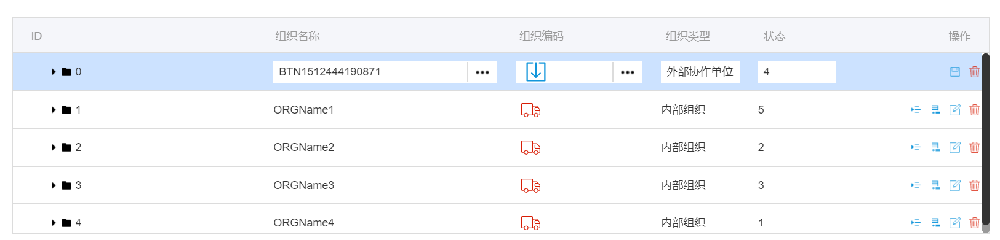 ID 组织名称 组织编码 组织类型 状态 操作
0 BTN1512444190871 ••• ••• 外部协作单位 4
1 ORGName1 内部组织 5
2 ORGName2 内部组织 2
3 ORGName3 内部组织 3
4 ORGName4 内部组织 1